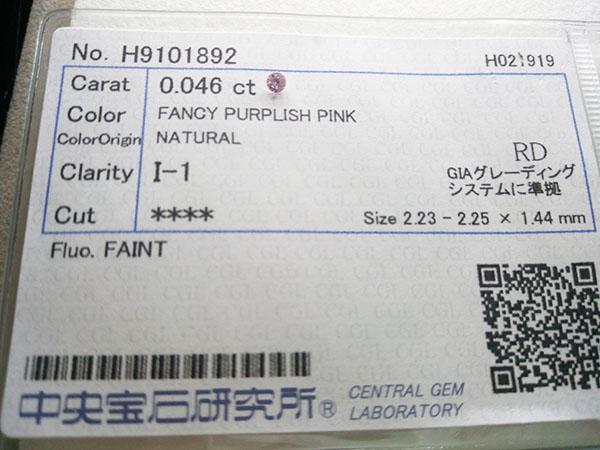 No. H9101892
H021919
Carat 0.046 ct
Color FANCY PURPLISH PINK
ColorOrigin NATURAL
Clarity I-1
RD
GIAグレーディング
システムに準拠
Cut ****
Size 2.23 - 2.25 × 1.44 mm
Fluo. FAINT
中央宝石研究所®
CENTRAL GEM
LABORATORY